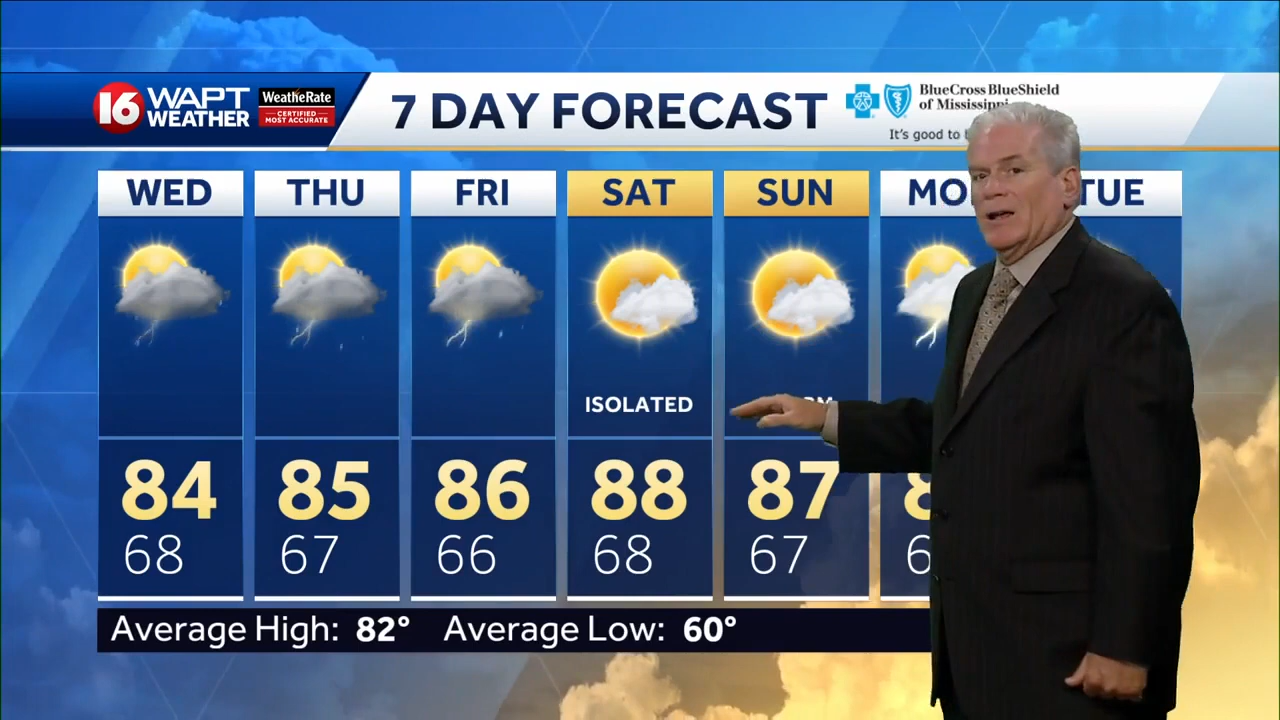 16 WAPT WEATHER
WeatheRate
CERTIFIED
MOST ACCURATE
7 DAY FORECAST
BlueCross BlueShield
of Mississippi
It's good to
WED THU FRI SAT SUN TUE
ISOLATED
84 85 86 88 87
68 67 66 68 67
Average High: 82° Average Low: 60°